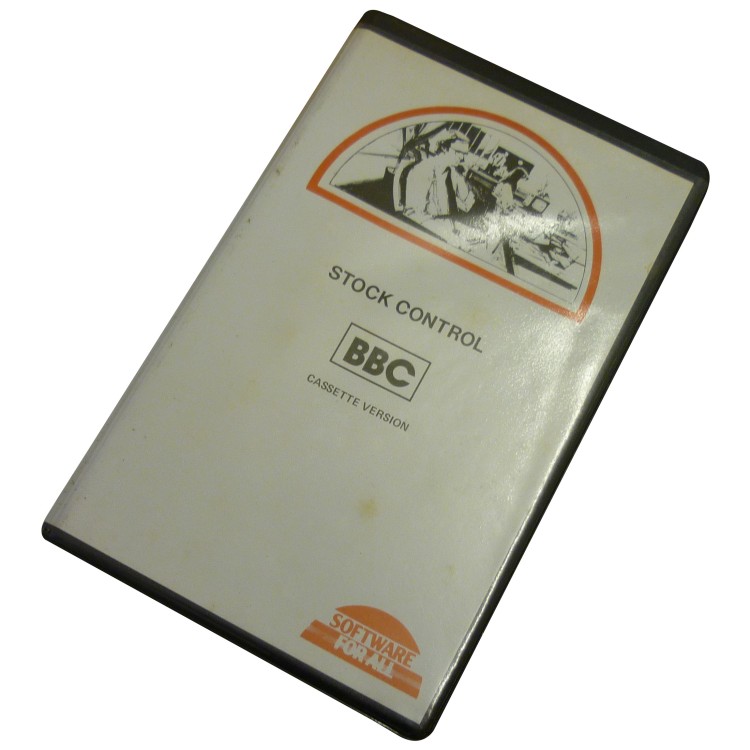 STOCK CONTROL
BBC
CASSETTE VERSION
SOFTWARE
FOR ALL